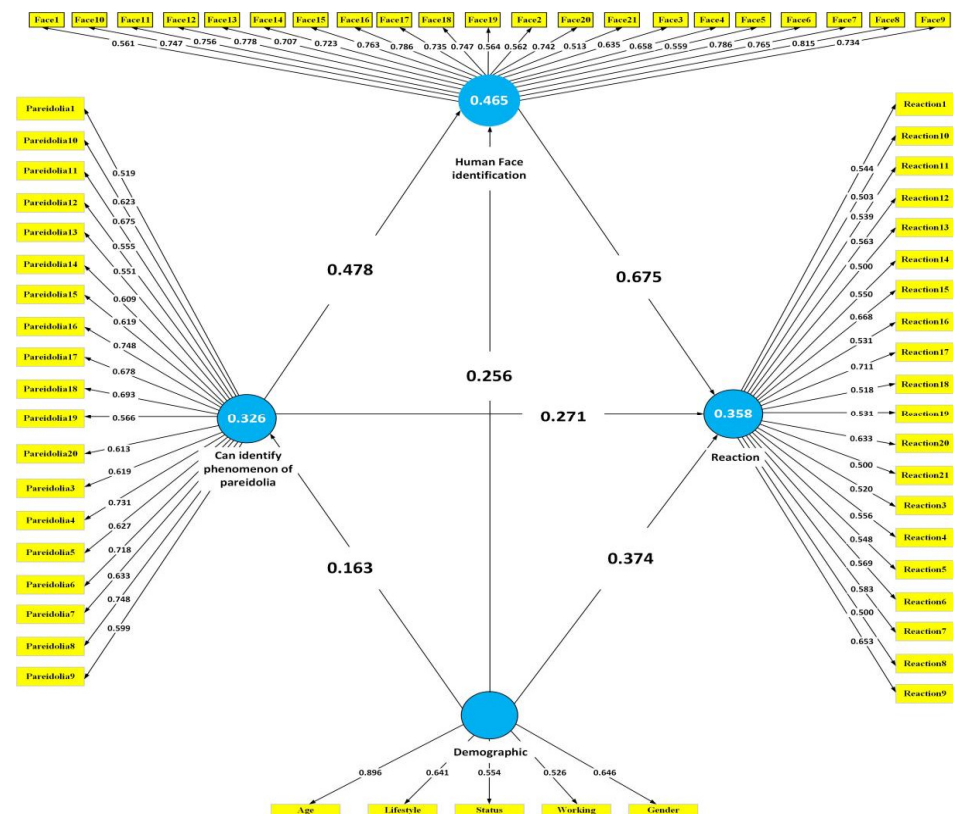 Face1 Face10 Face11 Face12 Face13 Face14 Face15 Face16 Face17 Face18 Face19 Face2 Face20 Face21 Face3 Face4 Face5 Face6 Face7 Face8 Face9
0.561 0.747 0.756 0.778 0.707 0.723 0.763 0.786 0.735 0.747 0.564 0.562 0.742 0.513 0.635 0.658 0.559 0.786 0.765 0.815 0.734
0.465
Human Face
identification
Pareidolia1
Pareidolia10
Pareidolia11
Pareidolia12
Pareidolia13
Pareidolia14
Pareidolia15
Pareidolia16
Pareidolia17
Pareidolia18
Pareidolia19
Pareidolia20
Pareidolia3
Pareidolia4
Pareidolia5
Pareidolia6
Pareidolia7
Pareidolia8
Pareidolia9
0.519
0.623
0.675
0.555
0.551
0.609
0.619
0.748
0.678
0.693
0.566
0.613
0.619
0.731
0.627
0.718
0.633
0.748
0.599
0.326
Can identify
phenomenon of
pareidolia
0.478
0.675
0.256
0.271
0.163
0.374
0.358
Reaction
0.544
0.503
0.539
0.563
0.500
0.550
0.668
0.531
0.711
0.518
0.531
0.633
0.500
0.520
0.556
0.548
0.569
0.583
0.500
0.653
Reaction1
Reaction10
Reaction11
Reaction12
Reaction13
Reaction14
Reaction15
Reaction16
Reaction17
Reaction18
Reaction19
Reaction20
Reaction21
Reaction3
Reaction4
Reaction5
Reaction6
Reaction7
Reaction8
Reaction9
Demographic
0.896 0.641 0.554 0.526 0.646
Age Lifestyle Status Working Gender